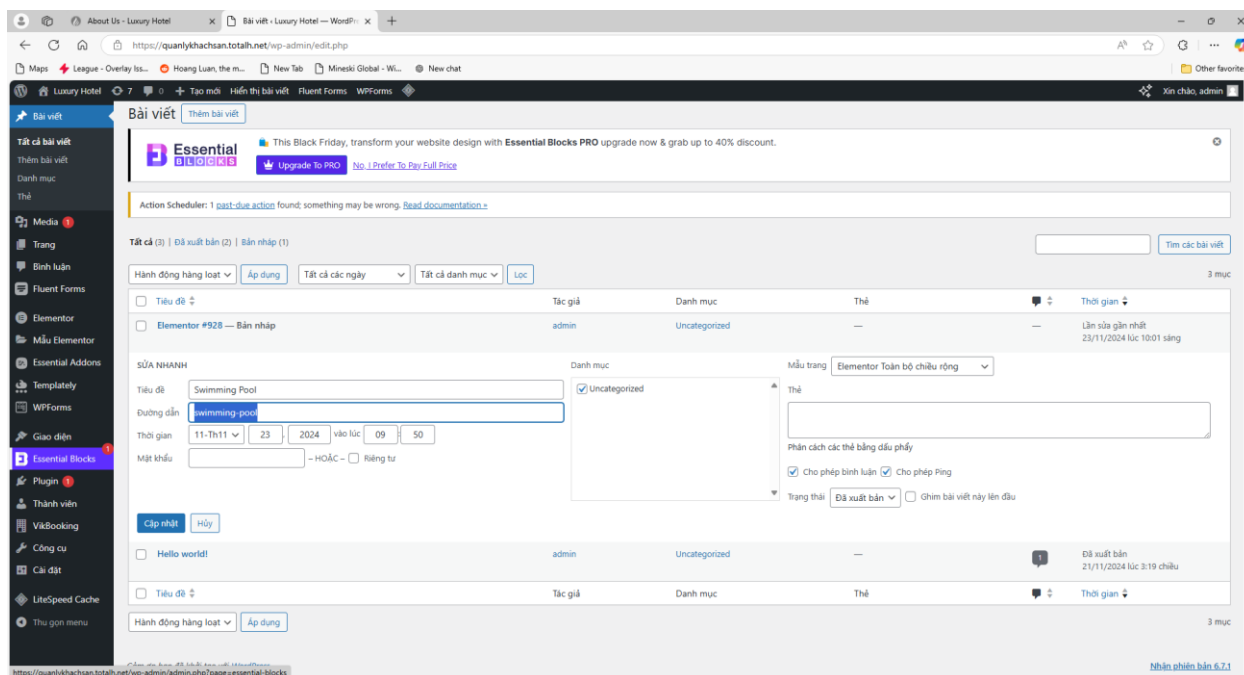 About Us - Luxury Hotel
Bài viết ‹ Luxury Hotel — WordPr
https://quanlykhachsan.totalh.net/wp-admin/edit.php
Maps League - Overlay Iss... Hoang Luan, the m... New Tab Mineski Global - Wi... New chat Other favorite
Luxury Hotel 7 0 Tạo mới Hiển thị bài viết Fluent Forms WPForms Xin chào, admin
Bài viết
Tất cả bài viết
Thêm bài viết
Danh mục
Thẻ
Media 1
Trang
Bình luận
Fluent Forms
Elementor
Mẫu Elementor
Essential Addons
Templately
WPForms
Giao diện
Essential Blocks 1
Plugin 1
Thành viên
VikBooking
Công cụ
Cài đặt
LiteSpeed Cache
Thu gọn menu
Bài viết Thêm bài viết
Essential BLOCKS
This Black Friday, transform your website design with Essential Blocks PRO upgrade now & grab up to 40% discount.
Upgrade To PRO No, I Prefer To Pay Full Price
Action Scheduler: 1 past-due action found; something may be wrong. Read documentation »
Tất cả (3) | Đã xuất bản (2) | Bản nháp (1)
Tìm các bài viết
Hành động hàng loạt Áp dụng Tất cả các ngày Tất cả danh mục Lọc 3 mục
Tiêu đề Tác giả Danh mục Thẻ Thời gian
Elementor #928 — Bản nháp admin Uncategorized — — Lần sửa gần nhất
23/11/2024 lúc 10:01 sáng
SỬA NHANH
Tiêu đề Swimming Pool
Đường dẫn swimming-pool
Thời gian 11-Th11 23 , 2024 vào lúc 09 : 50
Mật khẩu – HOẶC – Riêng tư
Danh mục
Uncategorized
Mẫu trang Elementor Toàn bộ chiều rộng
Thẻ
Phân cách các thẻ bằng dấu phẩy
Cho phép bình luận Cho phép Ping
Trạng thái Đã xuất bản Ghim bài viết này lên đầu
Cập nhật Hủy
Hello world! admin Uncategorized — 1 Đã xuất bản
21/11/2024 lúc 3:19 chiều
Tiêu đề Tác giả Danh mục Thẻ Thời gian
Hành động hàng loạt Áp dụng 3 mục
Cảm ơn bạn đã khởi tạo với WordPress.
Nhận phiên bản 6.7.1
https://quanlykhachsan.totalh.net/wp-admin/admin.php?page=essential-blocks